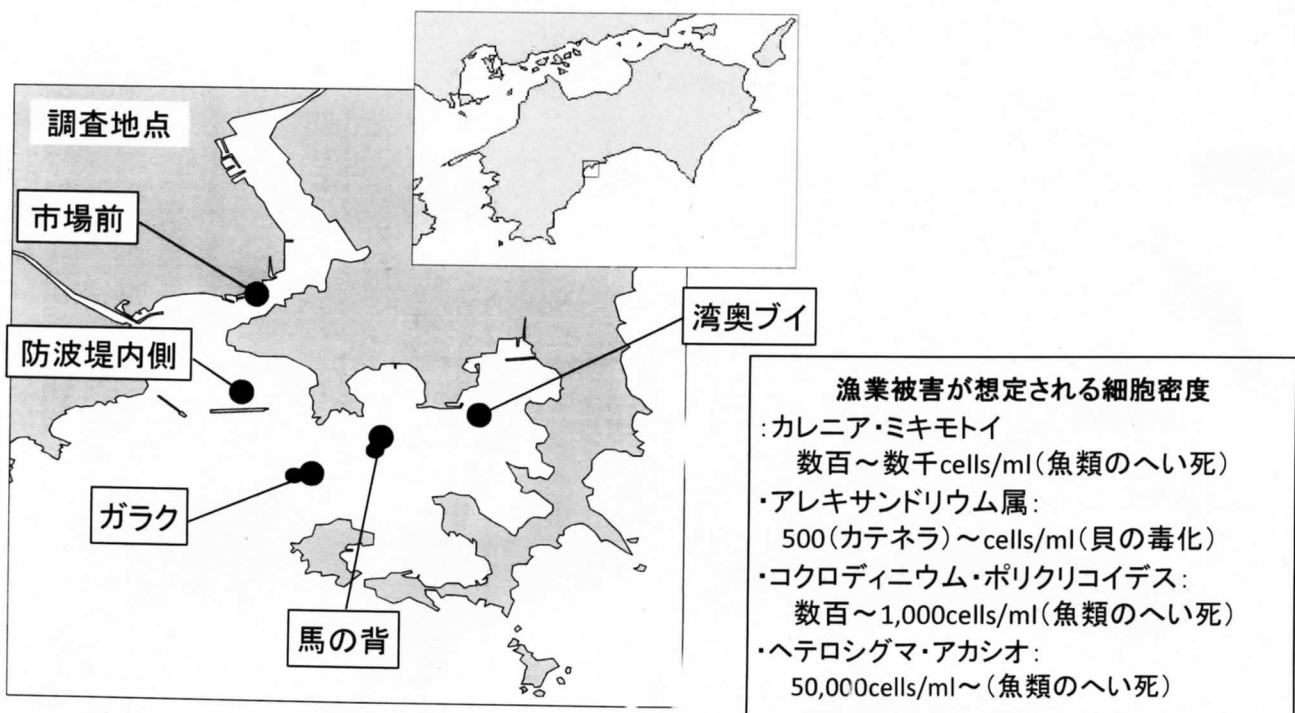 調査地点
市場前
防波堤内側
ガラク
馬の背
湾奥ブイ
漁業被害が想定される細胞密度
:カレニア・ミキモトイ
数百～数千cells/ml(魚類のへい死)
・アレキサンドリウム属:
500(カテネラ)～cells/ml(貝の毒化)
・コクロディニウム・ポリクリコイデス:
数百～1,000cells/ml(魚類のへい死)
・ヘテロシグマ・アカシオ:
50,000cells/ml～(魚類のへい死)